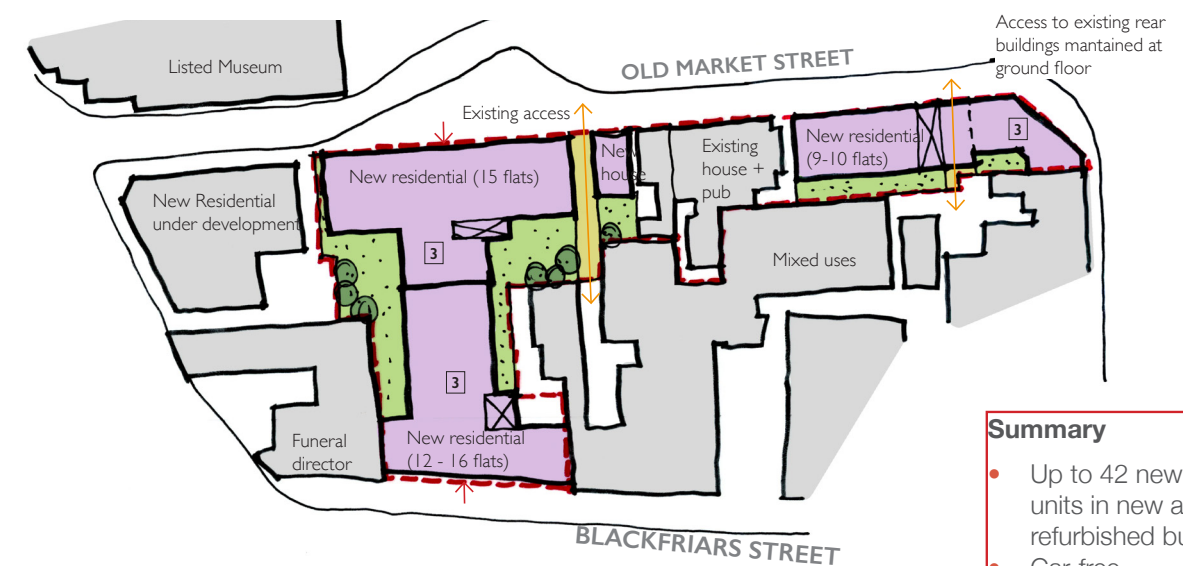 Access to existing rear
buildings mantained at
ground floor
Listed Museum
OLD MARKET STREET
Existing access
New residential
(9-10 flats)
3
New
house
Existing
house +
pub
New residential (15 flats)
New Residential
under development
3
Mixed uses
3
Funeral
director
New residential
(12 - 16 flats)
BLACKFRIARS STREET
Summary
• Up to 42 new
units in new a
refurbished bu
• Car free